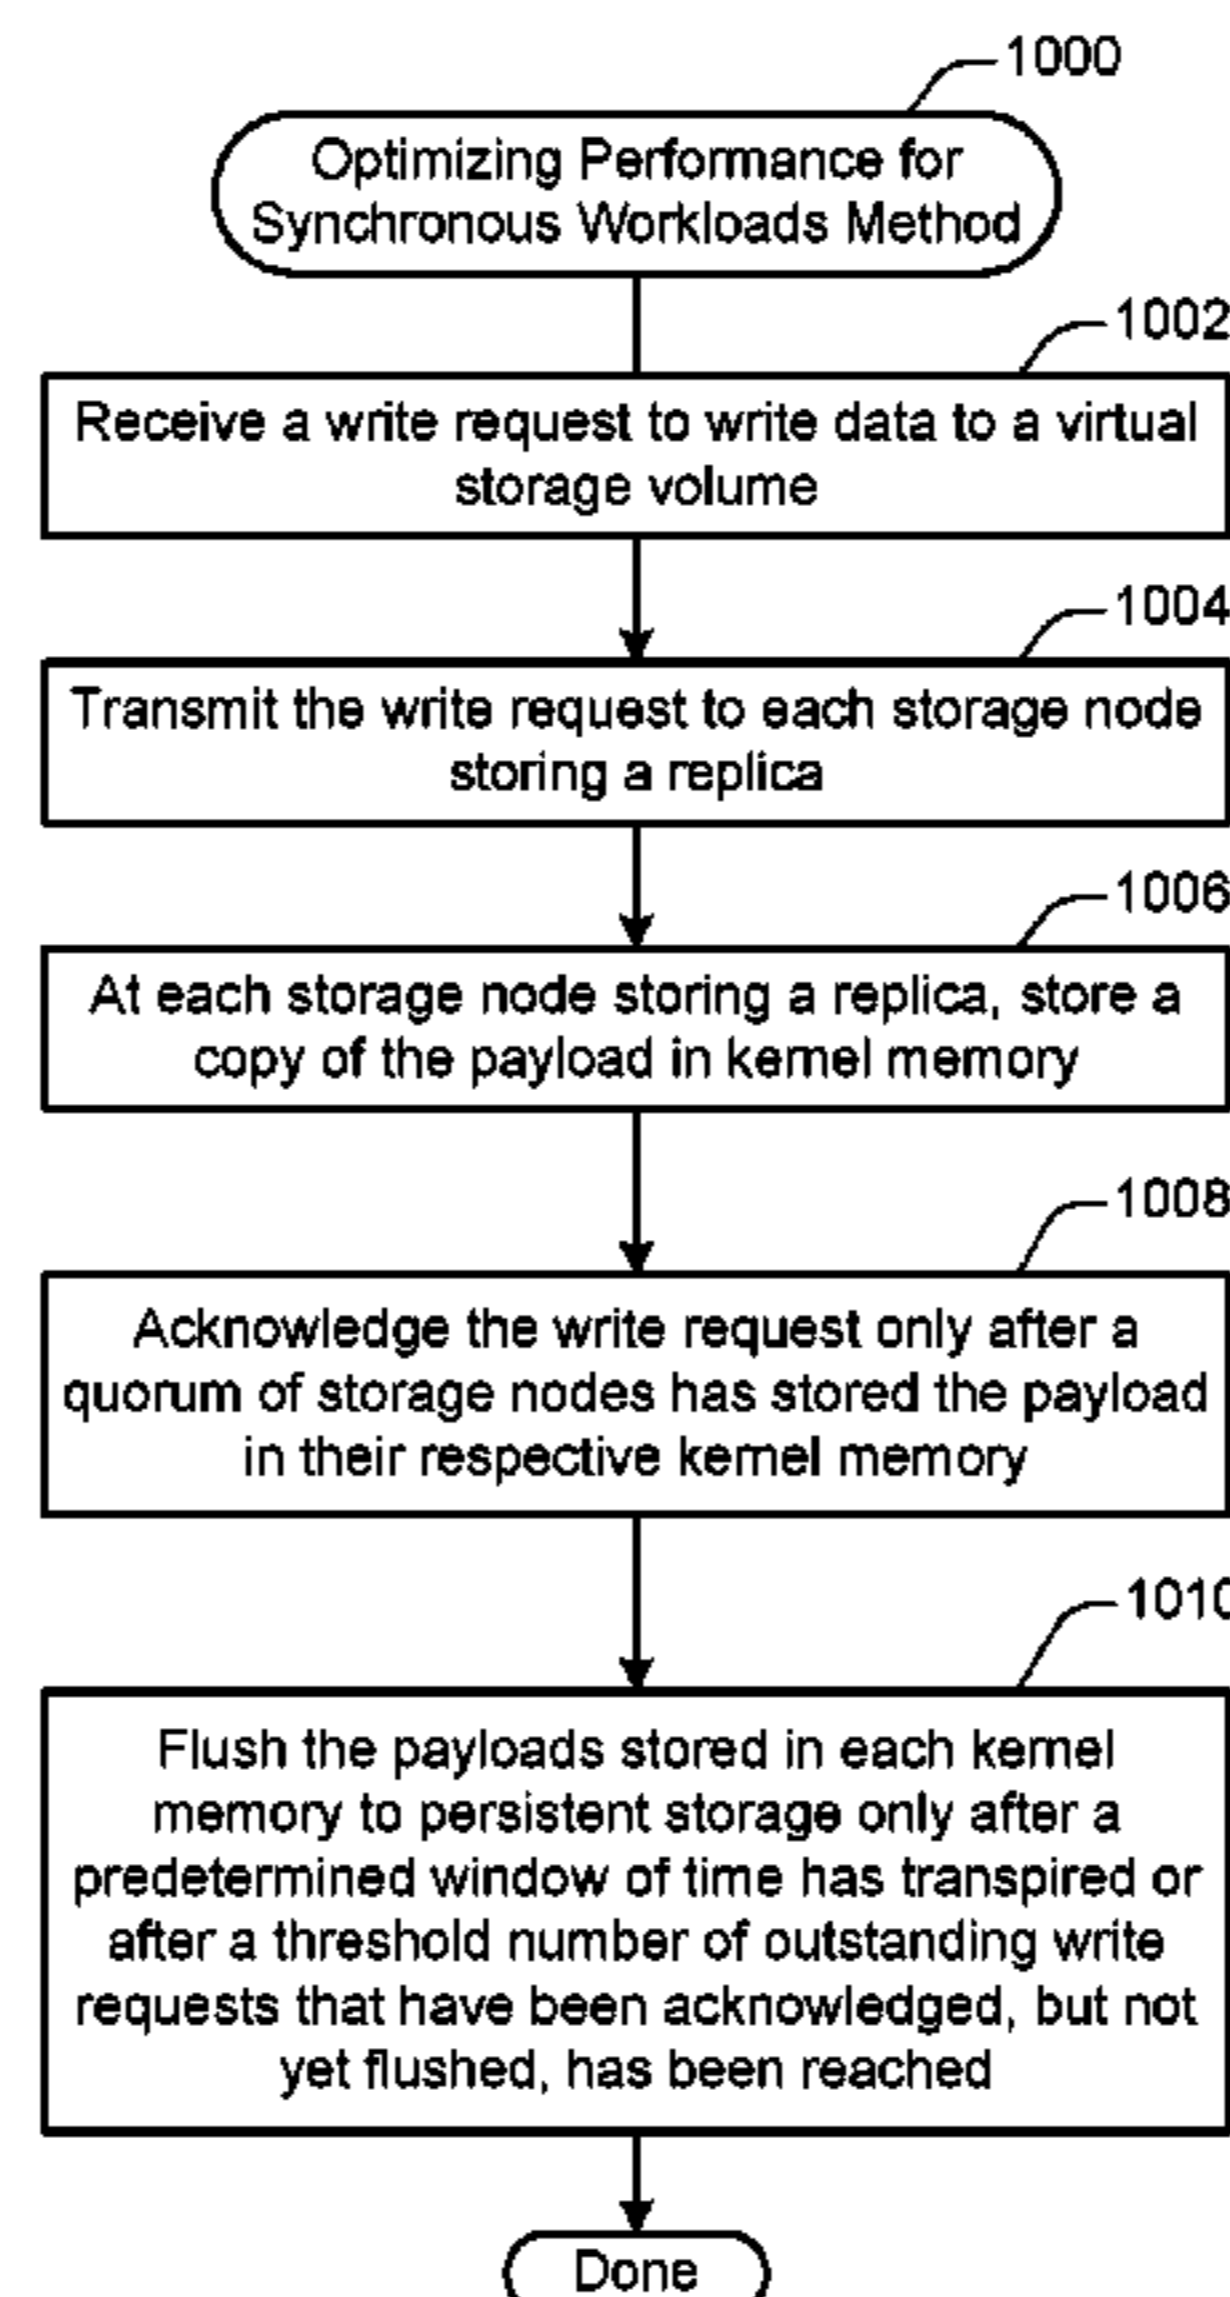 1000
Optimizing Performance for
Synchronous Workloads Method
1002
Receive a write request to write data to a virtual
storage volume
1004
Transmit the write request to each storage node
storing a replica
1006
At each storage node storing a replica, store a
copy of the payload in kernel memory
1008
Acknowledge the write request only after a
quorum of storage nodes has stored the payload
in their respective kernel memory
1010
Flush the payloads stored in each kernel
memory to persistent storage only after a
predetermined window of time has transpired or
after a threshold number of outstanding write
requests that have been acknowledged, but not
yet flushed, has been reached
Done